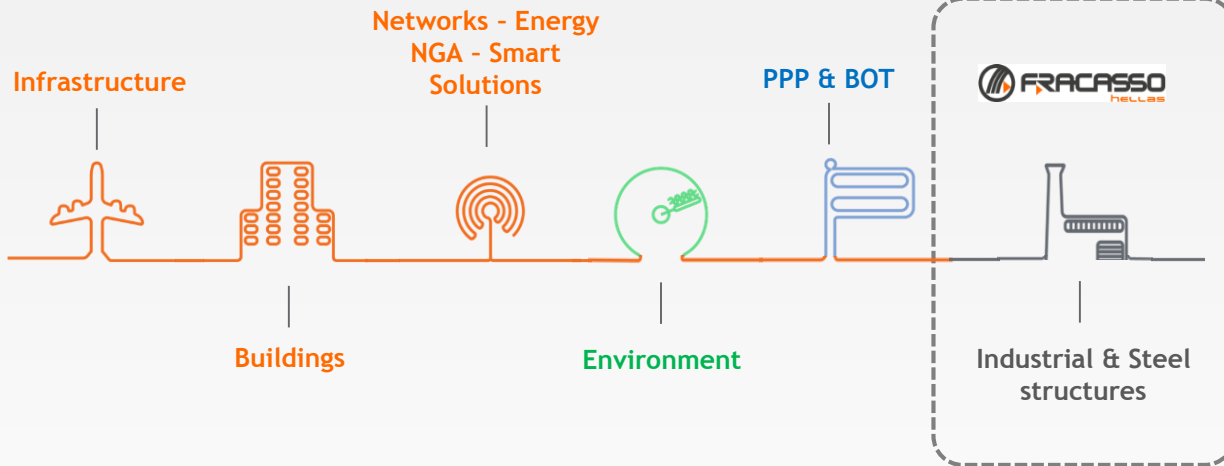 Infrastructure
Buildings
Networks – Energy
NGA – Smart
Solutions
Environment
PPP & BOT
FRACASSO
hellas
Industrial & Steel
structures